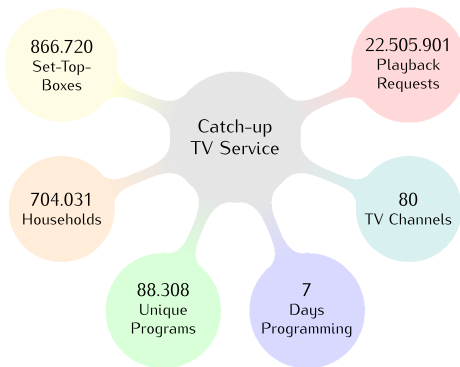 866.720
Set-Top-
Boxes
22.505.901
Playback
Requests
Catch-up
TV Service
704.031
Households
80
TV Channels
88.308
Unique
Programs
7
Days
Programming